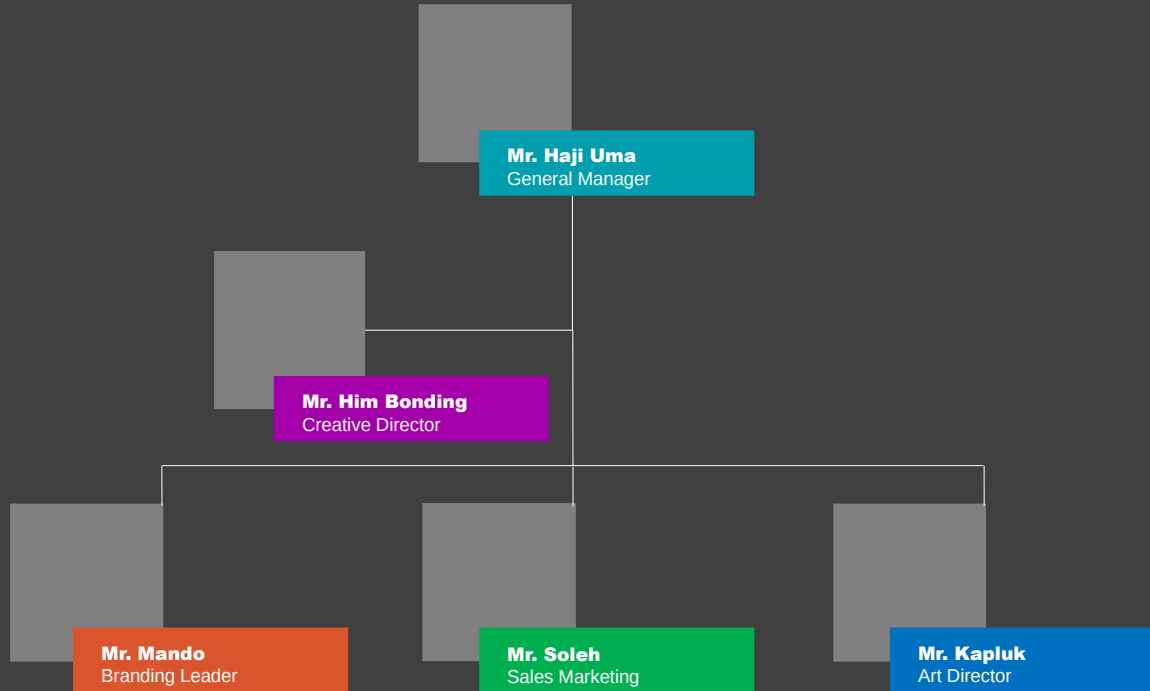 Mr. Haji Uma
General Manager
Mr. Him Bonding
Creative Director
Mr. Mando
Branding Leader
Mr. Soleh
Sales Marketing
Mr. Kapluk
Art Director